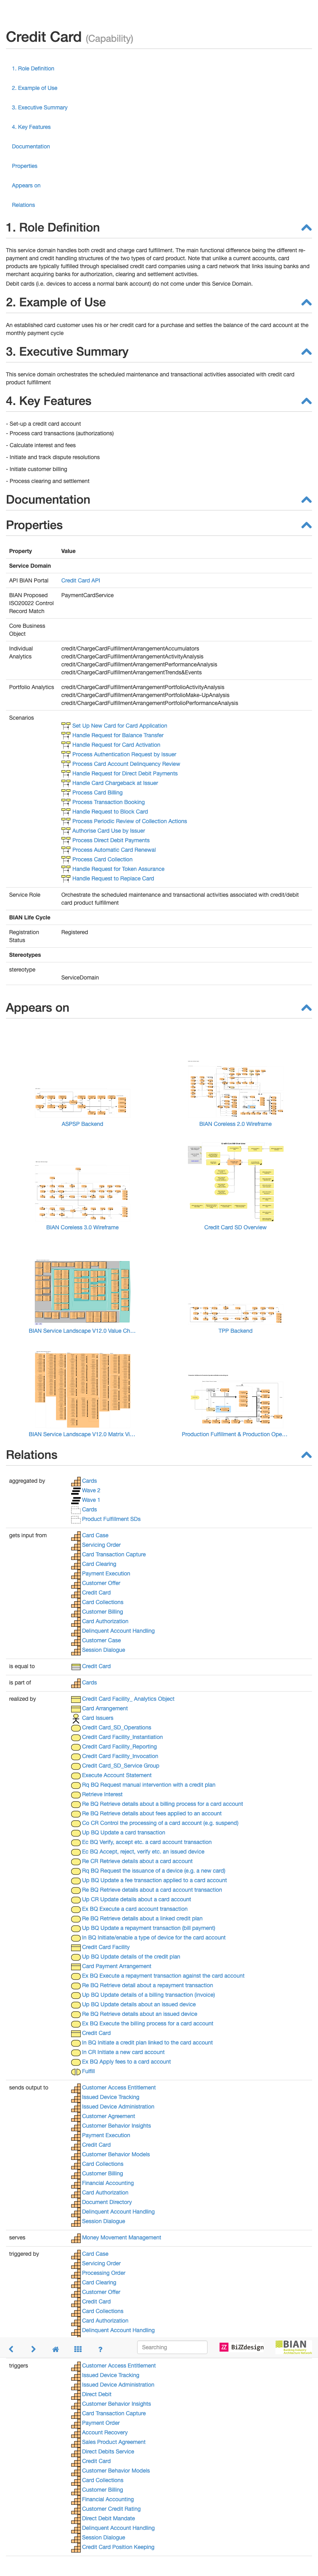 Credit Card (Capability)
1. Role Definition
2. Example of Use
3. Executive Summary
4. Key Features
Documentation
Properties
Appears on
Relations
1. Role Definition
This service domain handles both credit and charge card fulfillment. The main functional difference being the different re-
payment and credit handling structures of the two types of card product. Note that unlike a current accounts, card
products are typically fulfilled through specialised credit card companies using a card network that links issuing banks and
merchant acquiring banks for authorization, clearing and settlement activities.
Debit cards (i.e. devices to access a normal bank account) do not come under this Service Domain.
2. Example of Use
An established card customer uses his or her credit card for a purchase and settles the balance of the card account at the
monthly payment cycle
3. Executive Summary
This service domain orchestrates the scheduled maintenance and transactional activities associated with credit card
product fulfillment
4. Key Features
- Set-up a credit card account
- Process card transactions (authorizations)
- Calculate interest and fees
- Initiate and track dispute resolutions
- Initiate customer billing
- Process clearing and settlement
Documentation
Properties
Property Value
Service Domain
API BIAN Portal Credit Card API
BIAN Proposed PaymentCardService
ISO20022 Control
Record Match
Core Business
Object
Individual credit/ChargeCardFulfillmentArrangementAccumulators
Analytics credit/ChargeCardFulfillmentArrangementActivityAnalysis
credit/ChargeCardFulfillmentArrangementPerformanceAnalysis
credit/ChargeCardFulfillmentArrangementTrends&Events
Portfolio Analytics credit/ChargeCardFulfillmentArrangementPortfolioActivityAnalysis
credit/ChargeCardFulfillmentArrangementPortfolioMake-UpAnalysis
credit/ChargeCardFulfillmentArrangementPortfolioPerformanceAnalysis
Scenarios
Set Up New Card for Card Application
Handle Request for Balance Transfer
Handle Request for Card Activation
Process Authentication Request by Issuer
Process Card Account Delinquency Review
Handle Request for Direct Debit Payments
Handle Card Chargeback at Issuer
Process Card Billing
Process Transaction Booking
Handle Request to Block Card
Process Periodic Review of Collection Actions
Authorise Card Use by Issuer
Process Direct Debit Payments
Process Automatic Card Renewal
Process Card Collection
Handle Request for Token Assurance
Handle Request to Replace Card
Service Role Orchestrates the scheduled maintenance and transactional activities associated with credit/debit
card product fulfillment
BIAN Life Cycle
Registration Registered
Status
Stereotypes
stereotype
ServiceDomain
Appears on
ASPSP Backend
BIAN Coreless 2.0 Wireframe
BIAN Coreless 3.0 Wireframe
Credit Card SD Overview
BIAN Service Landscape V12.0 Value Ch...
TPP Backend
BIAN Service Landscape V12.0 Matrix Vi...
Production Fulfillment & Production Ope...
Relations
aggregated by Cards
Wave 2
Wave 1
Cards
Product Fulfillment SDs
gets input from Card Case
Servicing Order
Card Transaction Capture
Card Clearing
Payment Execution
Customer Offer
Credit Card
Card Collections
Customer Billing
Card Authorization
Delinquent Account Handling
Customer Case
Session Dialogue
is equal to Credit Card
is part of Cards
realized by Credit Card Facility_ Analytics Object
Card Arrangement
Card Issuers
Credit Card_SD_Operations
Credit Card Facility_Instantiation
Credit Card Facility_Reporting
Credit Card Facility_Invocation
Credit Card_SD_Service Group
Execute Account Statement
Rq BQ Request manual intervention with a credit plan
Retrieve Interest
Re BQ Retrieve details about a billing process for a card account
Re BQ Retrieve details about fees applied to an account
Co CR Control the processing of a card account (e.g. suspend)
Up BQ Update a card transaction
Ec BQ Verify, accept etc. a card account transaction
Ec BQ Accept, reject, verify etc. an issued device
Re CR Retrieve details about a card account
Rq BQ Request the issuance of a device (e.g. a new card)
Up BQ Update a fee transaction applied to a card account
Re BQ Retrieve details about a card account transaction
Up CR Update details about a card account
Ex BQ Execute a card account transaction
Re BQ Retrieve details about a linked credit plan
Up BQ Update a repayment transaction (bill payment)
In BQ Initiate/enable a type of device for the card account
Credit Card Facility
Up BQ Update details of the credit plan
Card Payment Arrangement
Ex BQ Execute a repayment transaction against the card account
Re BQ Retrieve detail about a repayment transaction
Up BQ Update details of a billing transaction (invoice)
Up BQ Update details about an issued device
Re BQ Retrieve details about an issued device
Ex BQ Execute the billing process for a card account
Credit Card
In BQ Initiate a credit plan linked to the card account
In CR Initiate a new card account
Ex BQ Apply fees to a card account
Fulfill
sends output to Customer Access Entitlement
Issued Device Tracking
Issued Device Administration
Customer Agreement
Customer Behavior Insights
Payment Execution
Credit Card
Customer Behavior Models
Card Collections
Customer Billing
Financial Accounting
Card Authorization
Document Directory
Delinquent Account Handling
Session Dialogue
serves Money Movement Management
triggered by Card Case
Servicing Order
Processing Order
Card Clearing
Customer Offer
Credit Card
Card Collections
Card Authorization
Delinquent Account Handling
Searching
BiZZdesign
BIAN
triggers Customer Access Entitlement
Issued Device Tracking
Issued Device Administration
Direct Debit
Customer Behavior Insights
Card Transaction Capture
Payment Order
Account Recovery
Sales Product Agreement
Direct Debits Service
Credit Card
Customer Behavior Models
Card Collections
Customer Billing
Financial Accounting
Customer Credit Rating
Direct Debit Mandate
Delinquent Account Handling
Session Dialogue
Credit Card Position Keeping